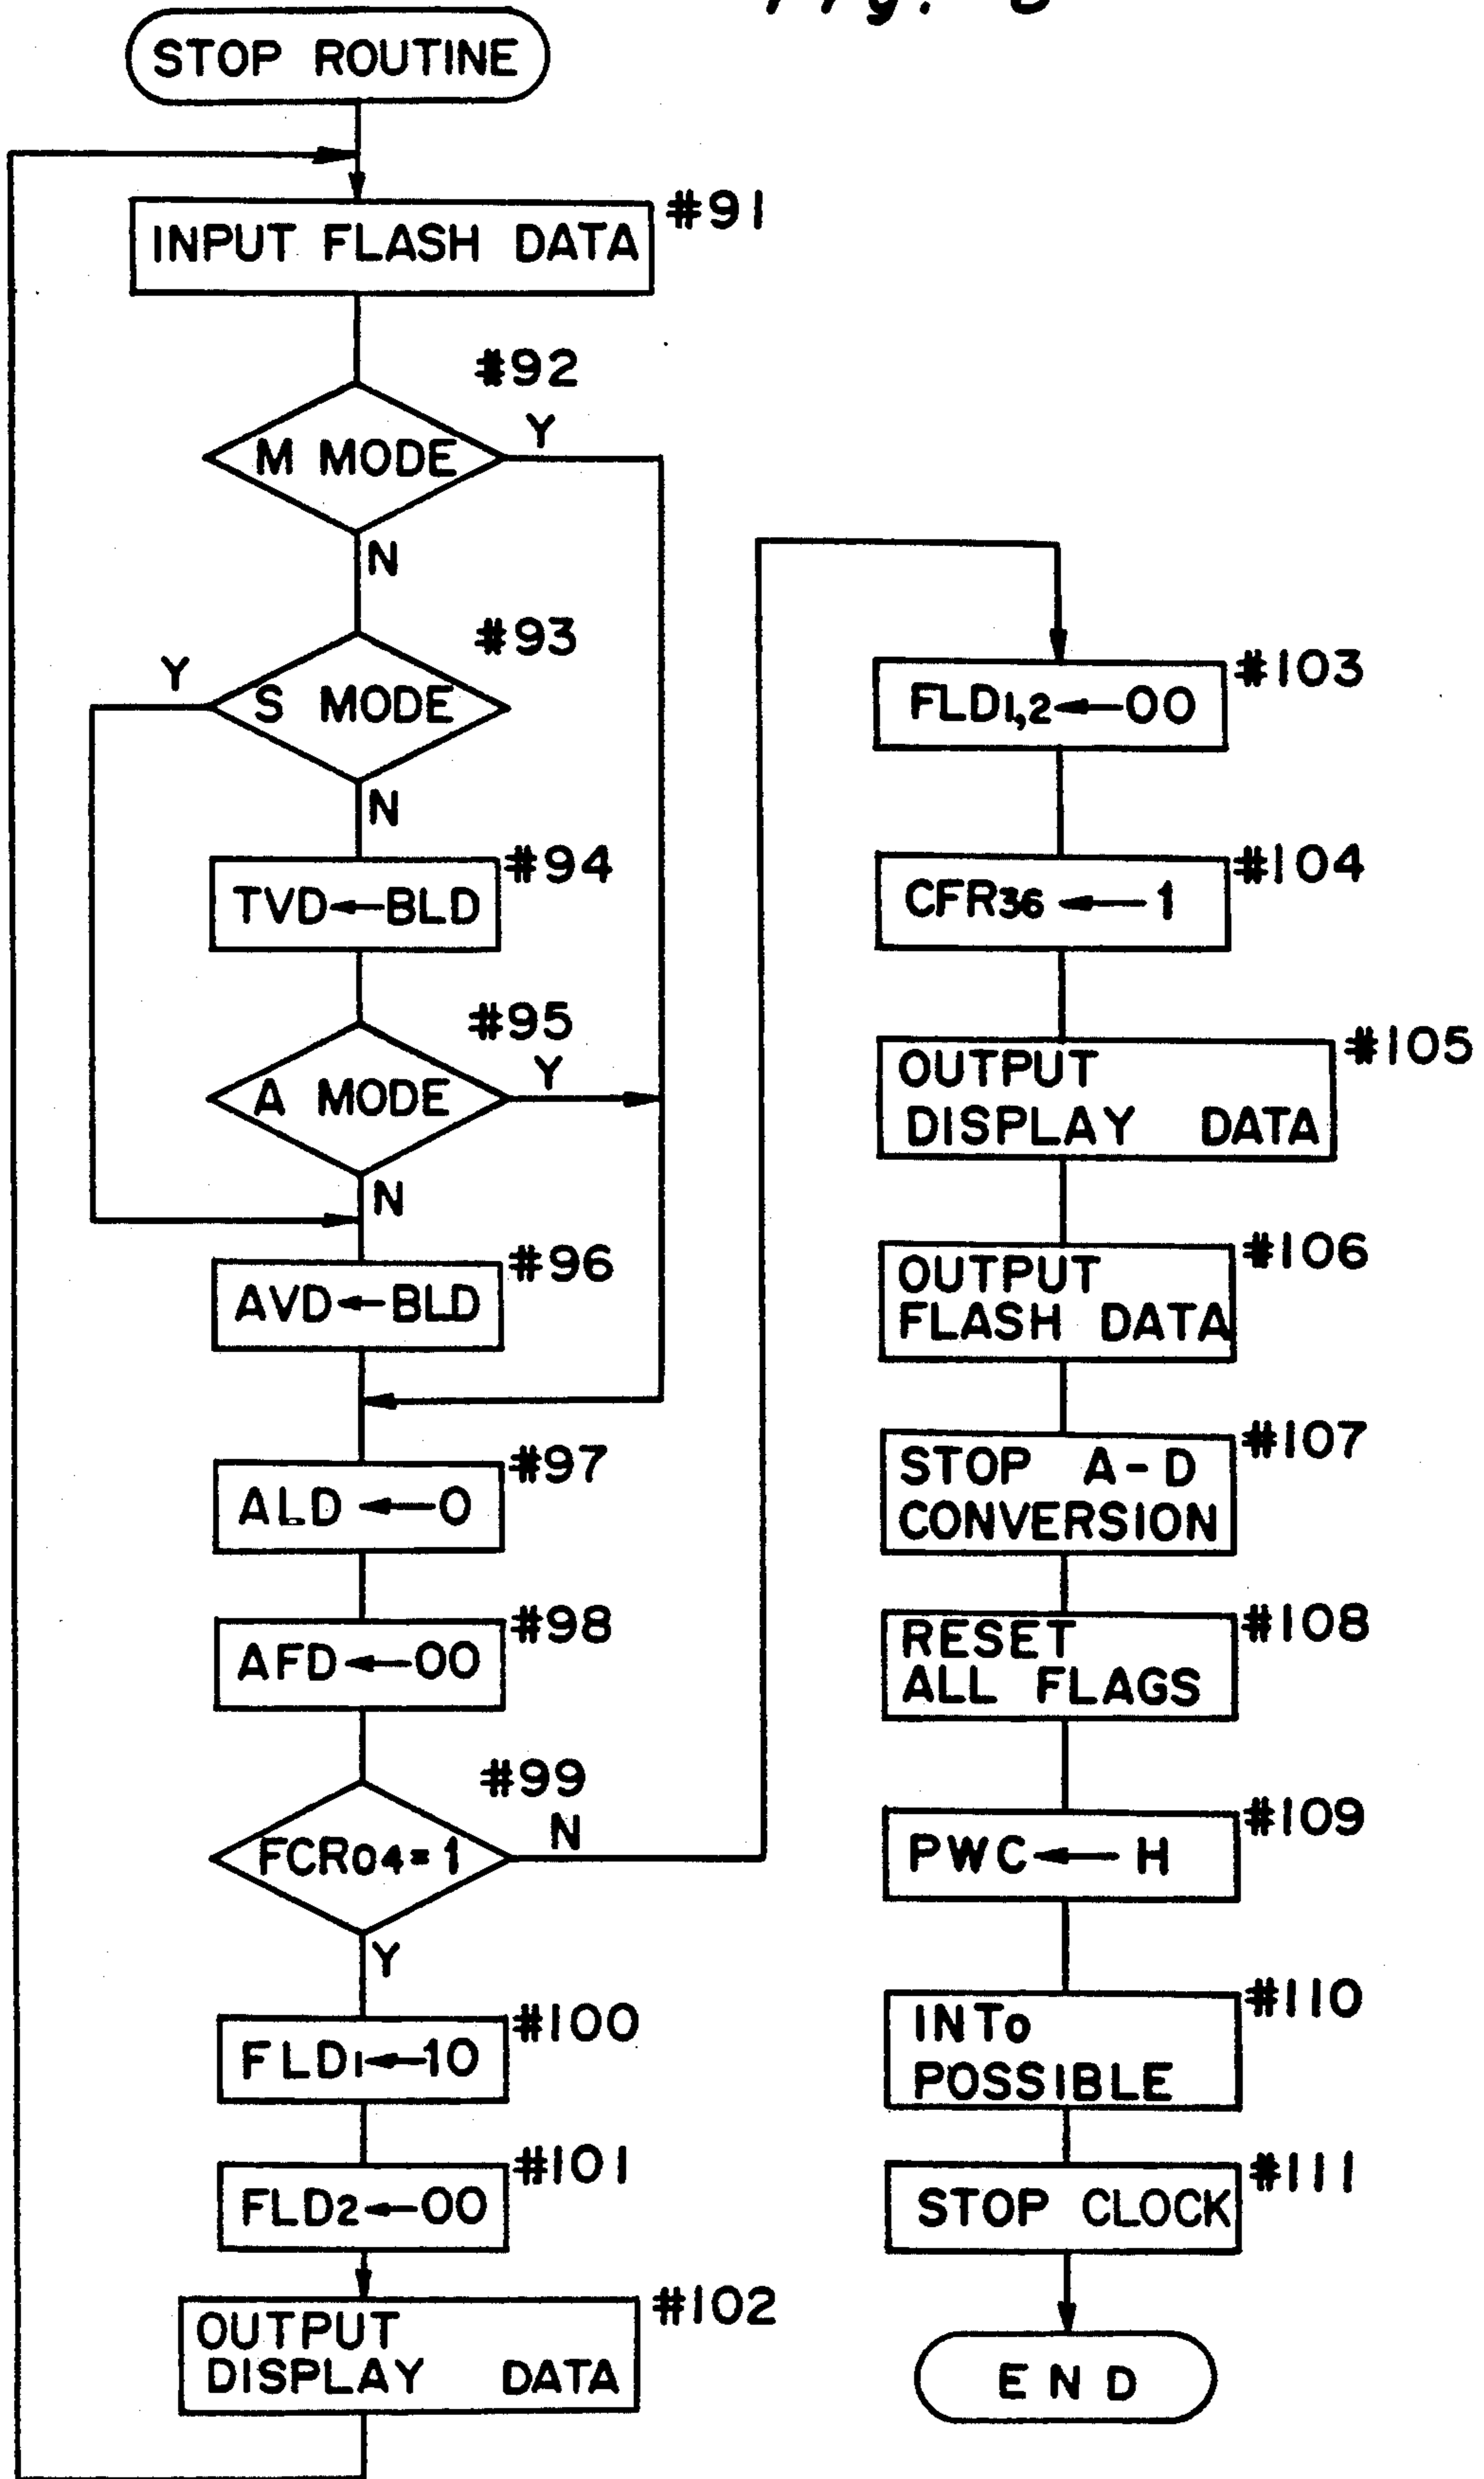 Fig.
STOP ROUTINE
#91
INPUT FLASH DATA
#92
M MODE
Y
N
#93
S MODE
Y
N
#94
TVD←BLD
#95
A MODE
Y
N
#96
AVD←BLD
#97
ALD←0
#98
AFD←00
#99
FCR04=1
N
Y
#100
FLD1←10
#101
FLD2←00
#102
OUTPUT
DISPLAY DATA
#103
FLD1,2←00
#104
CFR36←1
#105
OUTPUT
DISPLAY DATA
#106
OUTPUT
FLASH DATA
#107
STOP A-D
CONVERSION
#108
RESET
ALL FLAGS
#109
PWC←H
#110
INTo
POSSIBLE
#111
STOP CLOCK
END